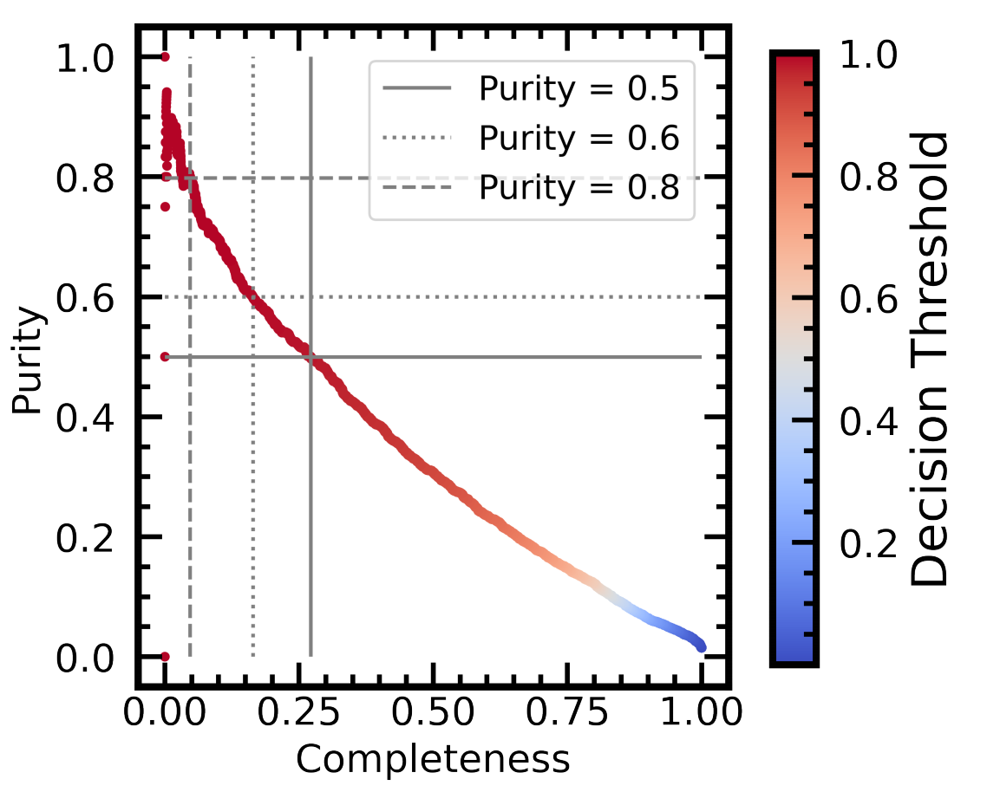 Purity = 0.5
Purity = 0.6
Purity = 0.8
1.0
0.8
0.6
0.4
0.2
0.0
Purity
0.00 0.25 0.50 0.75 1.00
Completeness
1.0
0.8
0.6
0.4
0.2
Decision Threshold